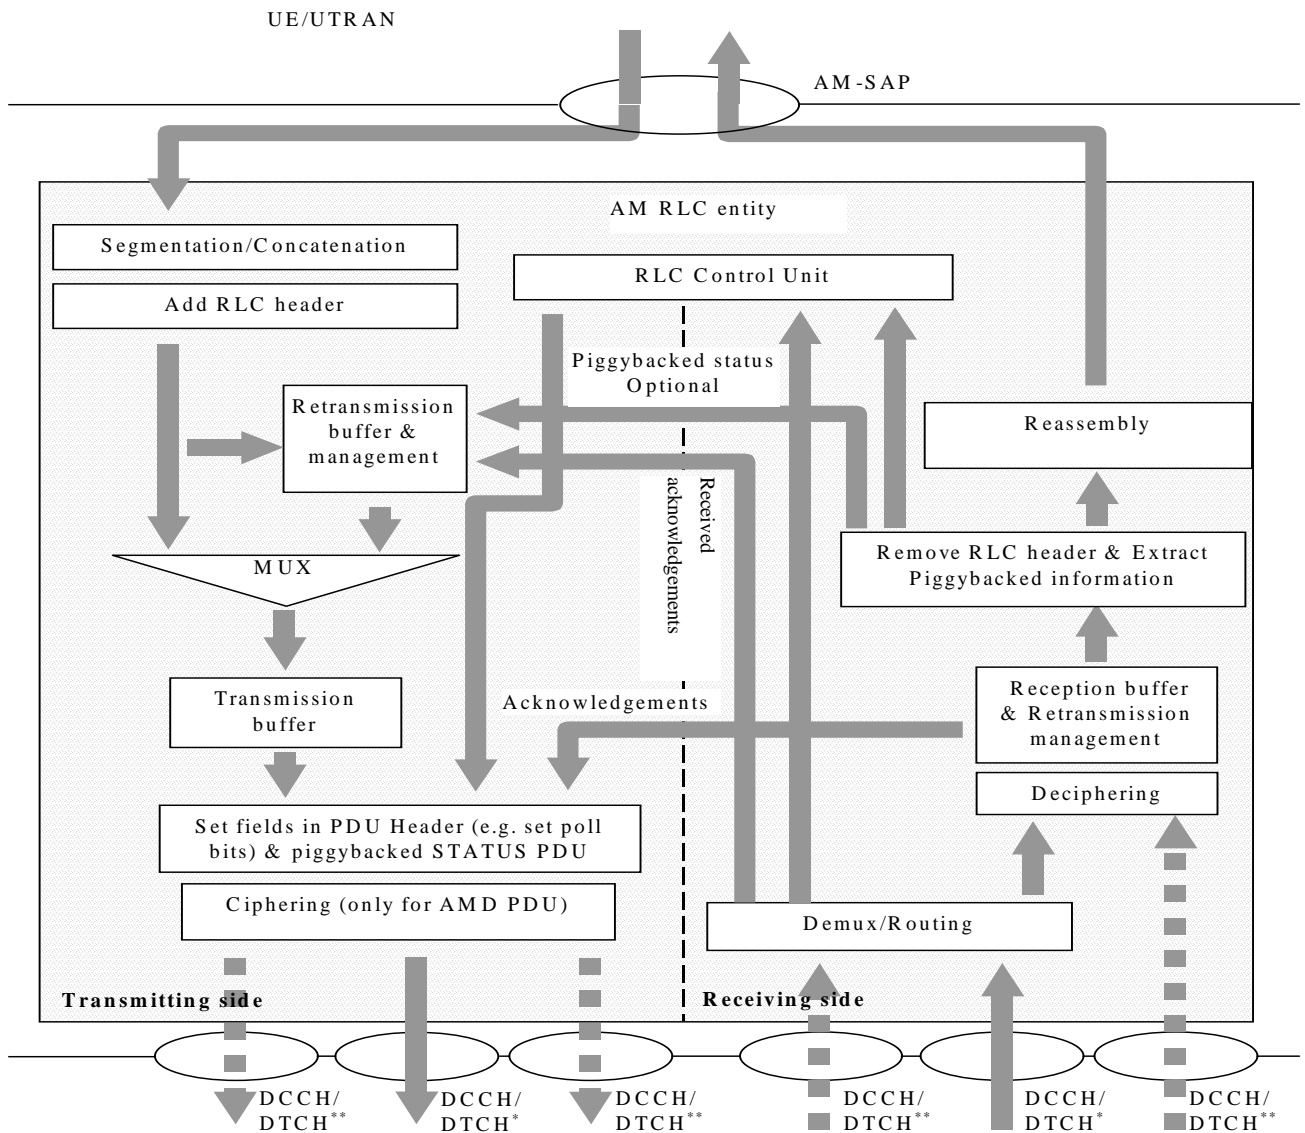 UE/UTRAN
AM-SAP
AM RLC entity
Segmentation/Concatenation
RLC Control Unit
Add RLC header
Piggybacked status
Optional
Retransmission
buffer &
management
Reassembly
Received
acknowledgements
MUX
Remove RLC header & Extract
Piggybacked information
Transmission
buffer
Acknowledgements
Reception buffer
& Retransmission
management
Deciphering
Set fields in PDU Header (e.g. set poll
bits) & piggybacked STATUS PDU
Ciphering (only for AMD PDU)
Demux/Routing
Transmitting side
Receiving side
DCCH/
DTCH**
DCCH/
DTCH*
DCCH/
DTCH**
DCCH/
DTCH**
DCCH/
DTCH*
DCCH/
DTCH**